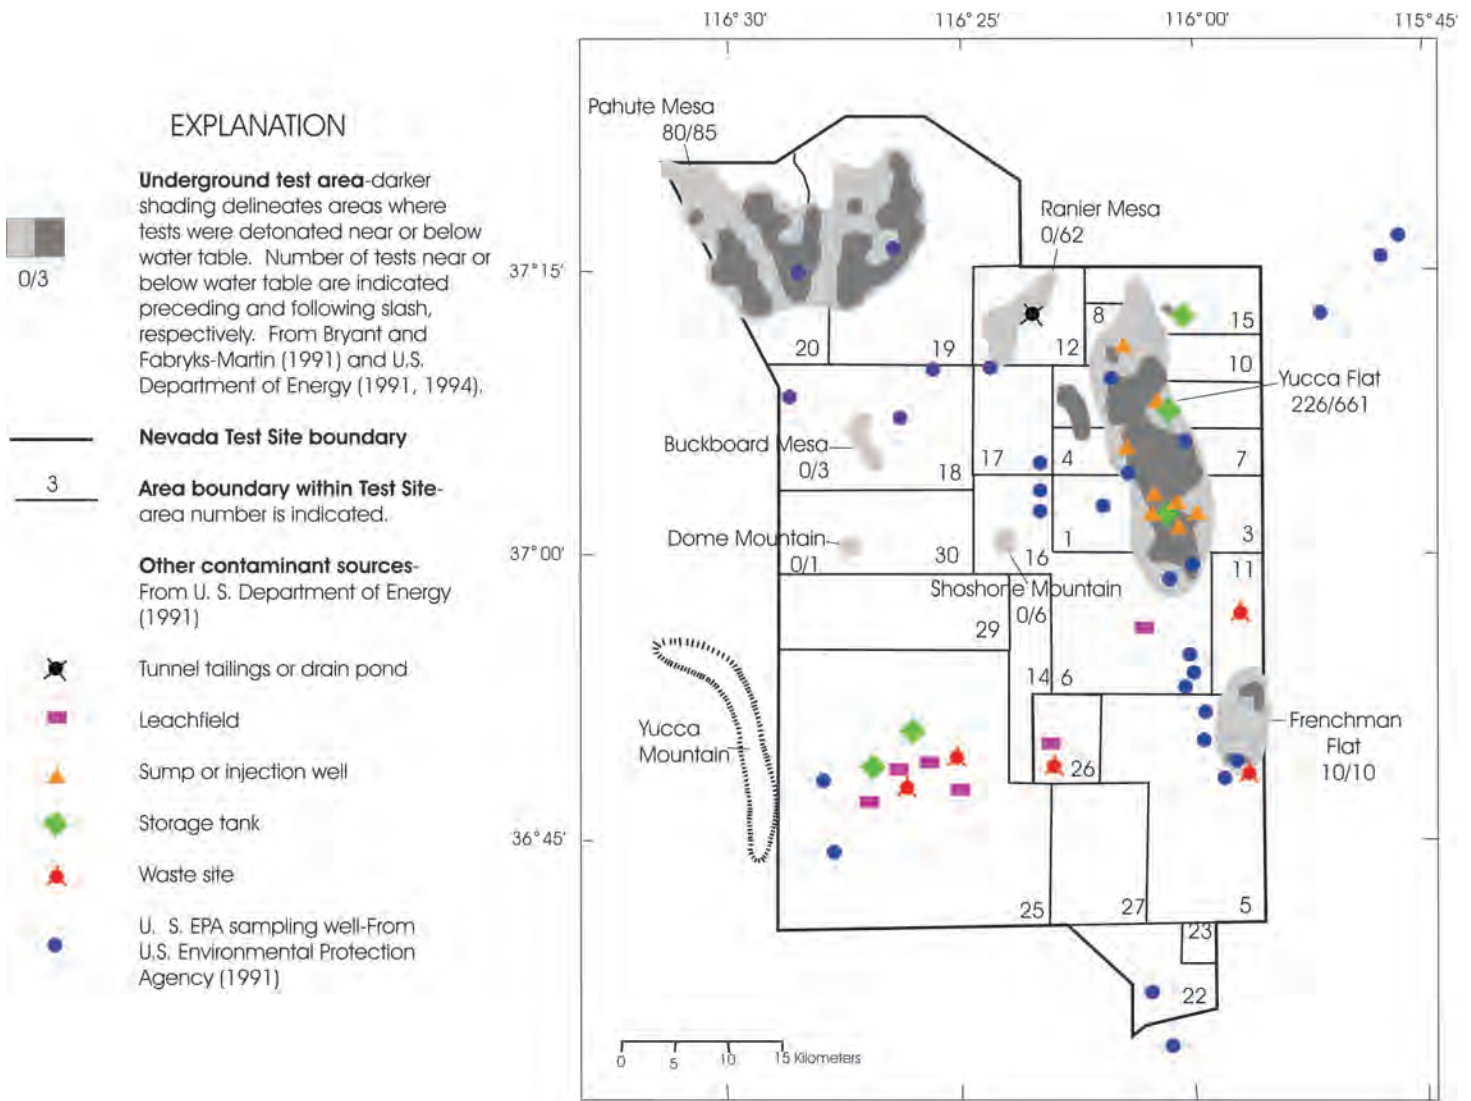 EXPLANATION
Underground test area-darker
shading delineates areas where
tests were detonated near or below
water table. Number of tests near or
below water table are indicated
preceding and following slash,
respectively. From Bryant and
Fabryks-Martin (1991) and U.S.
Department of Energy (1991, 1994).
0/3
Nevada Test Site boundary
3
Area boundary within Test Site-
area number is indicated.
Other contaminant sources-
From U. S. Department of Energy
(1991)
Tunnel tailings or drain pond
Leachfield
Sump or injection well
Storage tank
Waste site
U. S. EPA sampling well-From
U.S. Environmental Protection
Agency (1991)
116° 30'
116° 25'
116° 00'
115° 45'
37° 15'
37° 00'
36° 45'
Pahute Mesa
80/85
Ranier Mesa
0/62
20
19
12
8
15
10
Yucca Flat
226/661
Buckboard Mesa
0/3
18
17
4
7
Dome Mountain
0/1
30
16
1
3
Shoshone Mountain
0/6
11
29
14
6
Yucca
Mountain
26
Frenchman
Flat
10/10
25
27
5
23
22
0
5
10
15 Kilometers